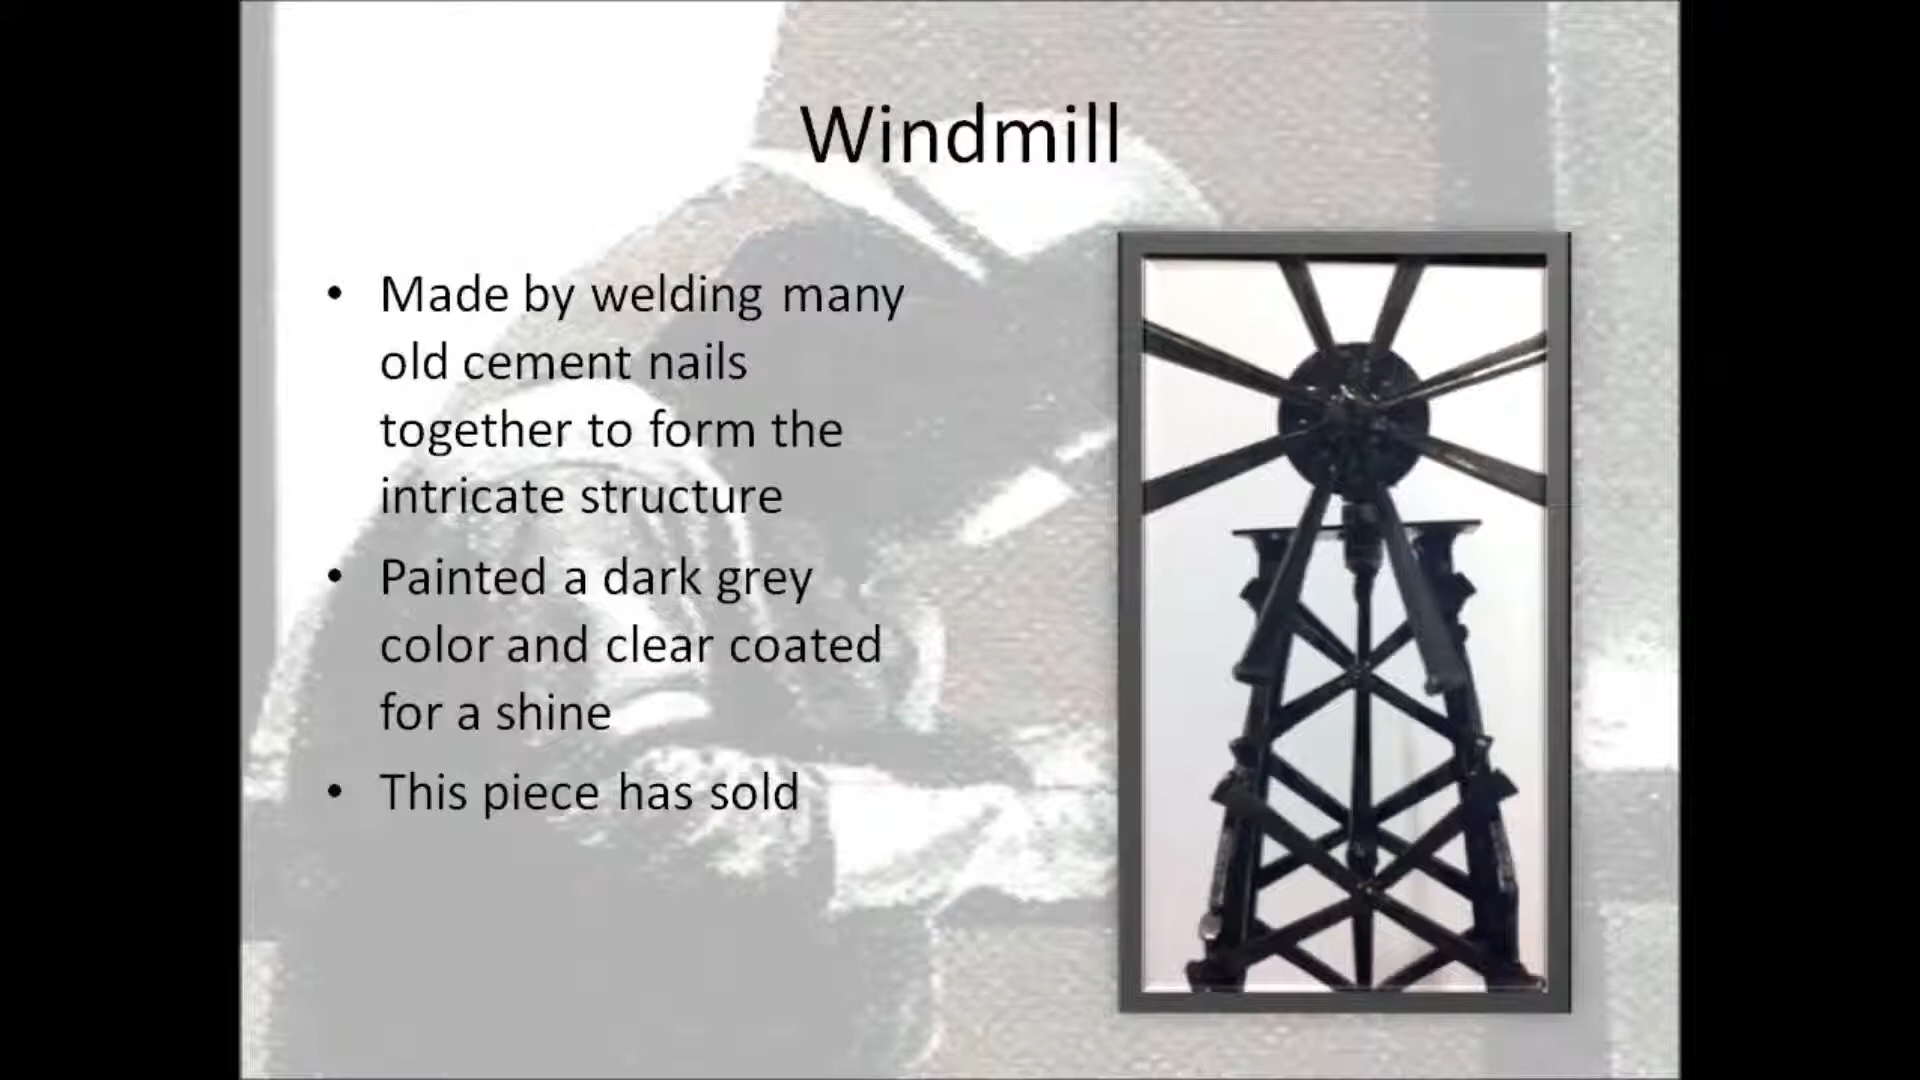 Windmill
• Made by welding many
old cement nails
together to form the
intricate structure
• Painted a dark grey
color and clear coated
for a shine
• This piece has sold